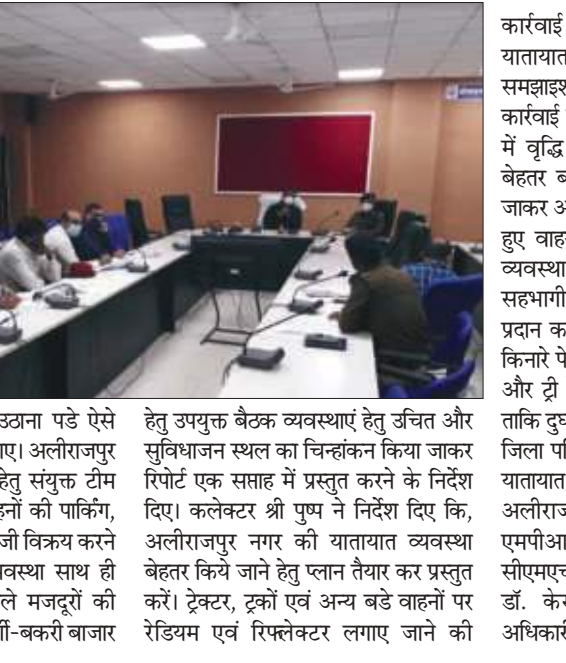 उठाना पडे ऐसे
जाए। अलीराजपुर
हेतु संयुक्त टीम
हनों की पार्किंग,
जी विक्रय करने
वस्था साथ ही
ले मजदूरों की
र्गी-बकरी बाजार
हेतु उपयुक्त बैठक व्यवस्थाएं हेतु उचित और
सुविधाजन स्थल का चिन्हांकन किया जाकर
रिपोर्ट एक सप्ताह में प्रस्तुत करने के निर्देश
दिए। कलेक्टर श्री पुष्प ने निर्देश दिए कि,
अलीराजपुर नगर की यातायात व्यवस्था
बेहतर किये जाने हेतु प्लान तैयार कर प्रस्तुत
करें। ट्रेक्टर, ट्रकों एवं अन्य बडे वाहनों पर
रेडियम एवं रिफ्लेक्टर लगाए जाने की
कार्रवाई
यातायात
समझाइश
कार्रवाई
में वृद्धि
बेहतर ब
जाकर अ
हुए वाह
व्यवस्था
सहभागी
प्रदान क
किनारे पे
और ट्री
ताकि दुघ
जिला पि
यातायात
अलीराज
एमपीआ
सीएमएच
डॉ. केस
अधिकारी